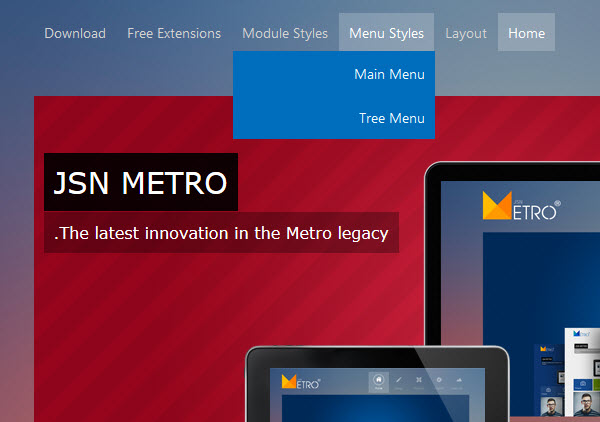 Download Free Extensions Module Styles Menu Styles Layout Home
Main Menu
Tree Menu
JSN METRO
.The latest innovation in the Metro legacy
JSN
METRO®
METRO®